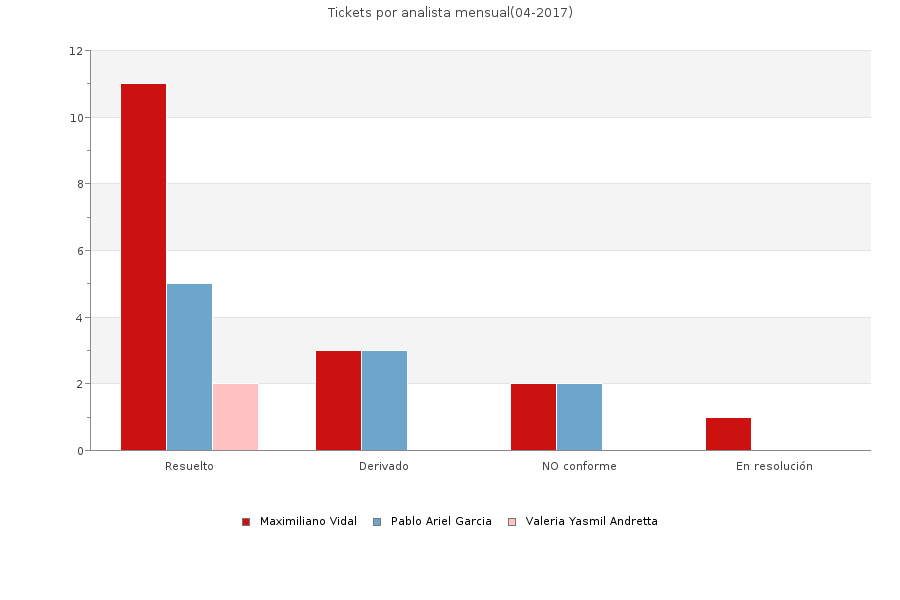 Tickets por analista mensual(04-2017)
12
10
8
6
4
2
0
Resuelto Derivado NO conforme En resolución
Maximiliano Vidal Pablo Ariel Garcia Valeria Yasmil Andretta